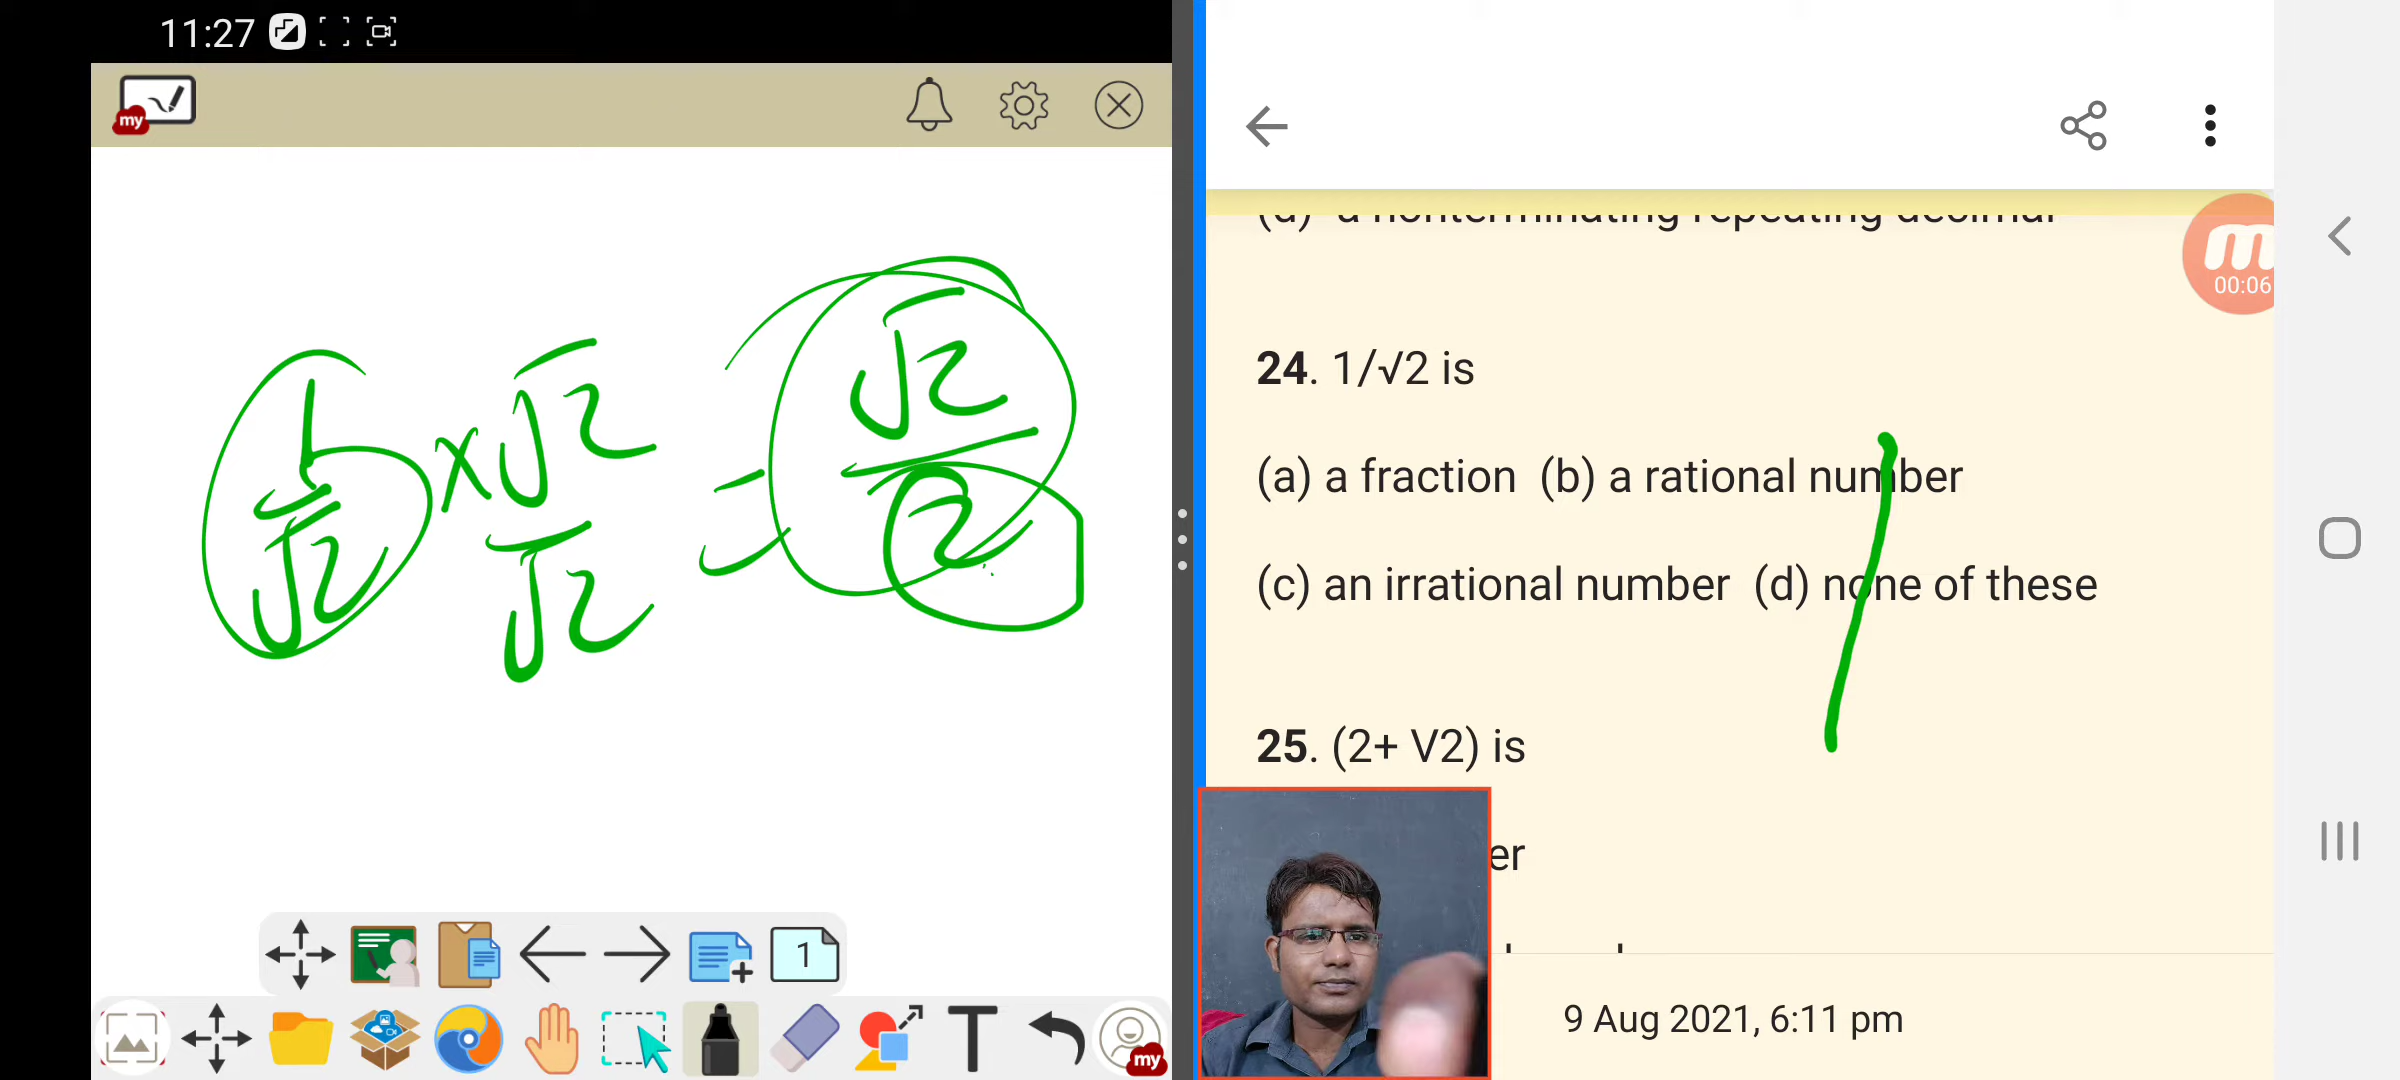 11:27
my
1/√2 × √2/√2 = √2/2
(d) a nonterminating repeating decimal
00:06
24. 1/√2 is
(a) a fraction (b) a rational number
(c) an irrational number (d) none of these
25. (2+ V2) is
er
1
T
my
9 Aug 2021, 6:11 pm